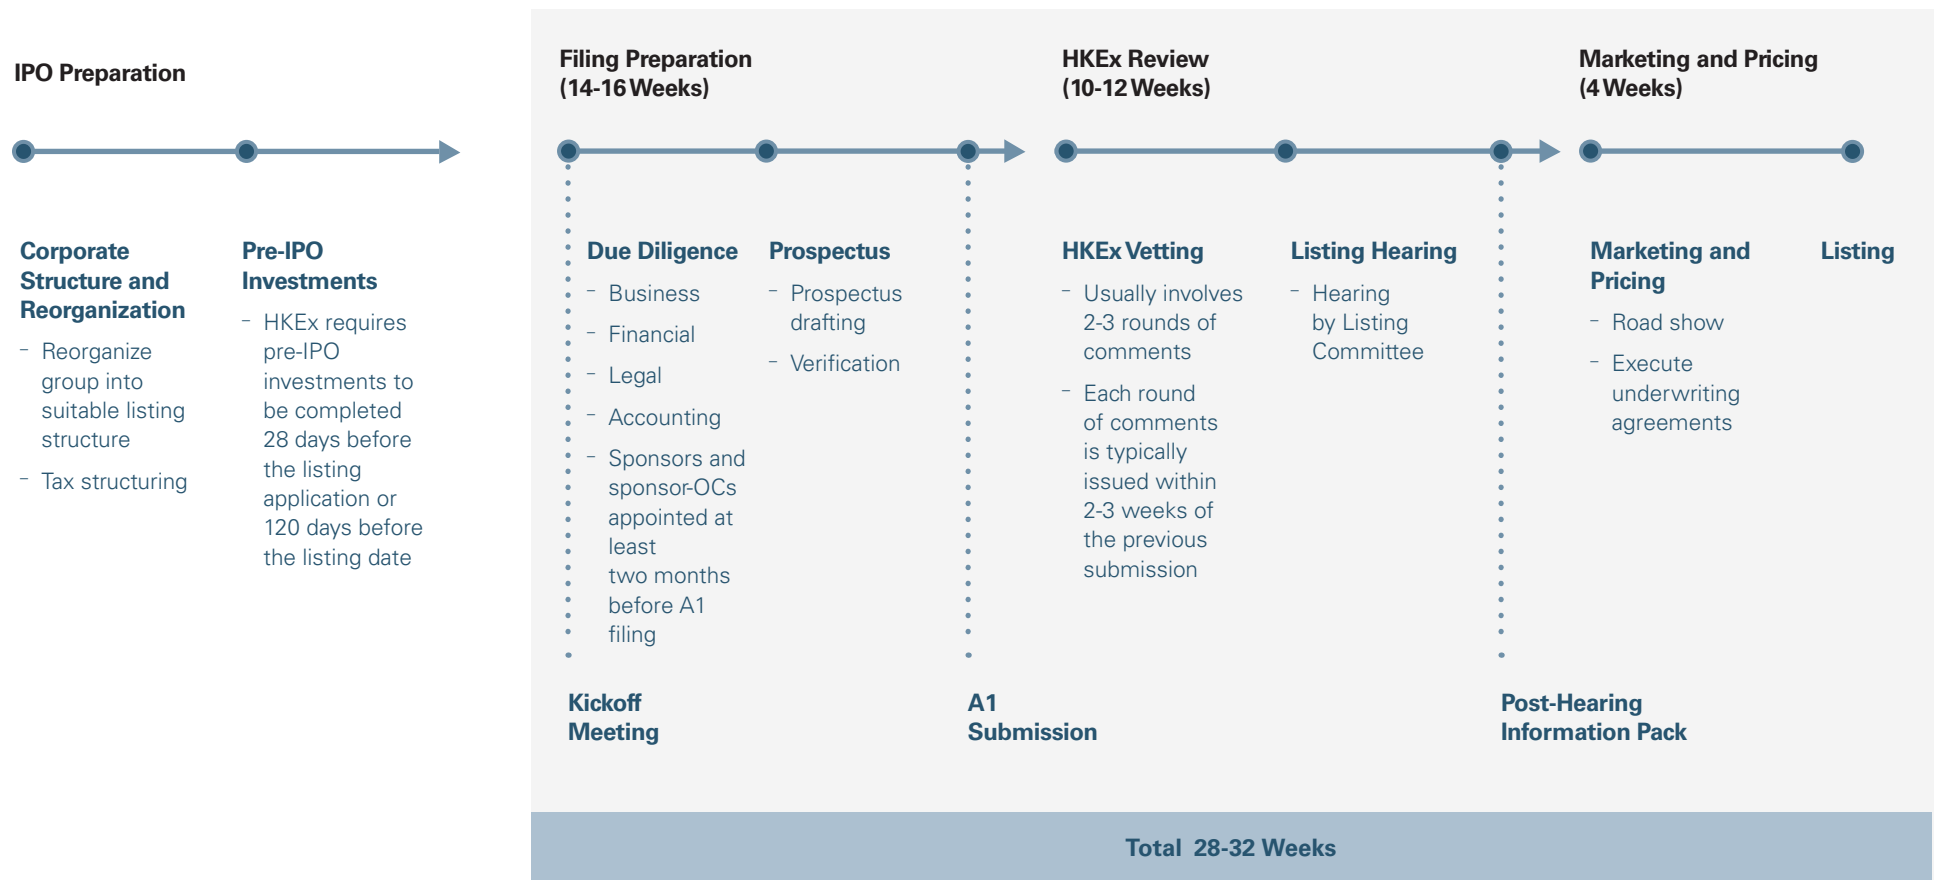 IPO Preparation
Corporate
Structure and
Reorganization
– Reorganize
group into
suitable listing
structure
– Tax structuring
Pre-IPO
Investments
– HKEx requires
pre-IPO
investments to
be completed
28 days before
the listing
application or
120 days before
the listing date
Filing Preparation
(14-16 Weeks)
Due Diligence
– Business
– Financial
– Legal
– Accounting
– Sponsors and
sponsor-OCs
appointed at
least
two months
before A1
filing
Prospectus
– Prospectus
drafting
– Verification
Kickoff
Meeting
A1
Submission
HKEx Review
(10-12 Weeks)
HKEx Vetting
– Usually involves
2-3 rounds of
comments
– Each round
of comments
is typically
issued within
2-3 weeks of
the previous
submission
Listing Hearing
– Hearing
by Listing
Committee
Post-Hearing
Information Pack
Marketing and Pricing
(4 Weeks)
Marketing and
Pricing
– Road show
– Execute
underwriting
agreements
Listing
Total 28-32 Weeks